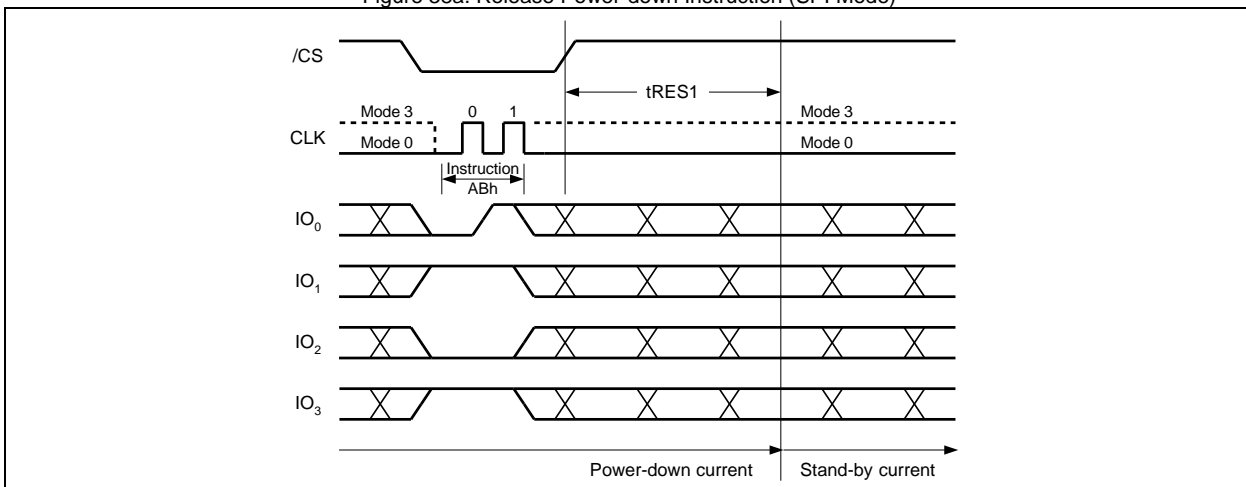 /CS
tRES1
Mode 3 0 1 Mode 3
CLK Mode 0 Mode 0
Instruction
ABh
IO0
IO1
IO2
IO3
Power-down current Stand-by current